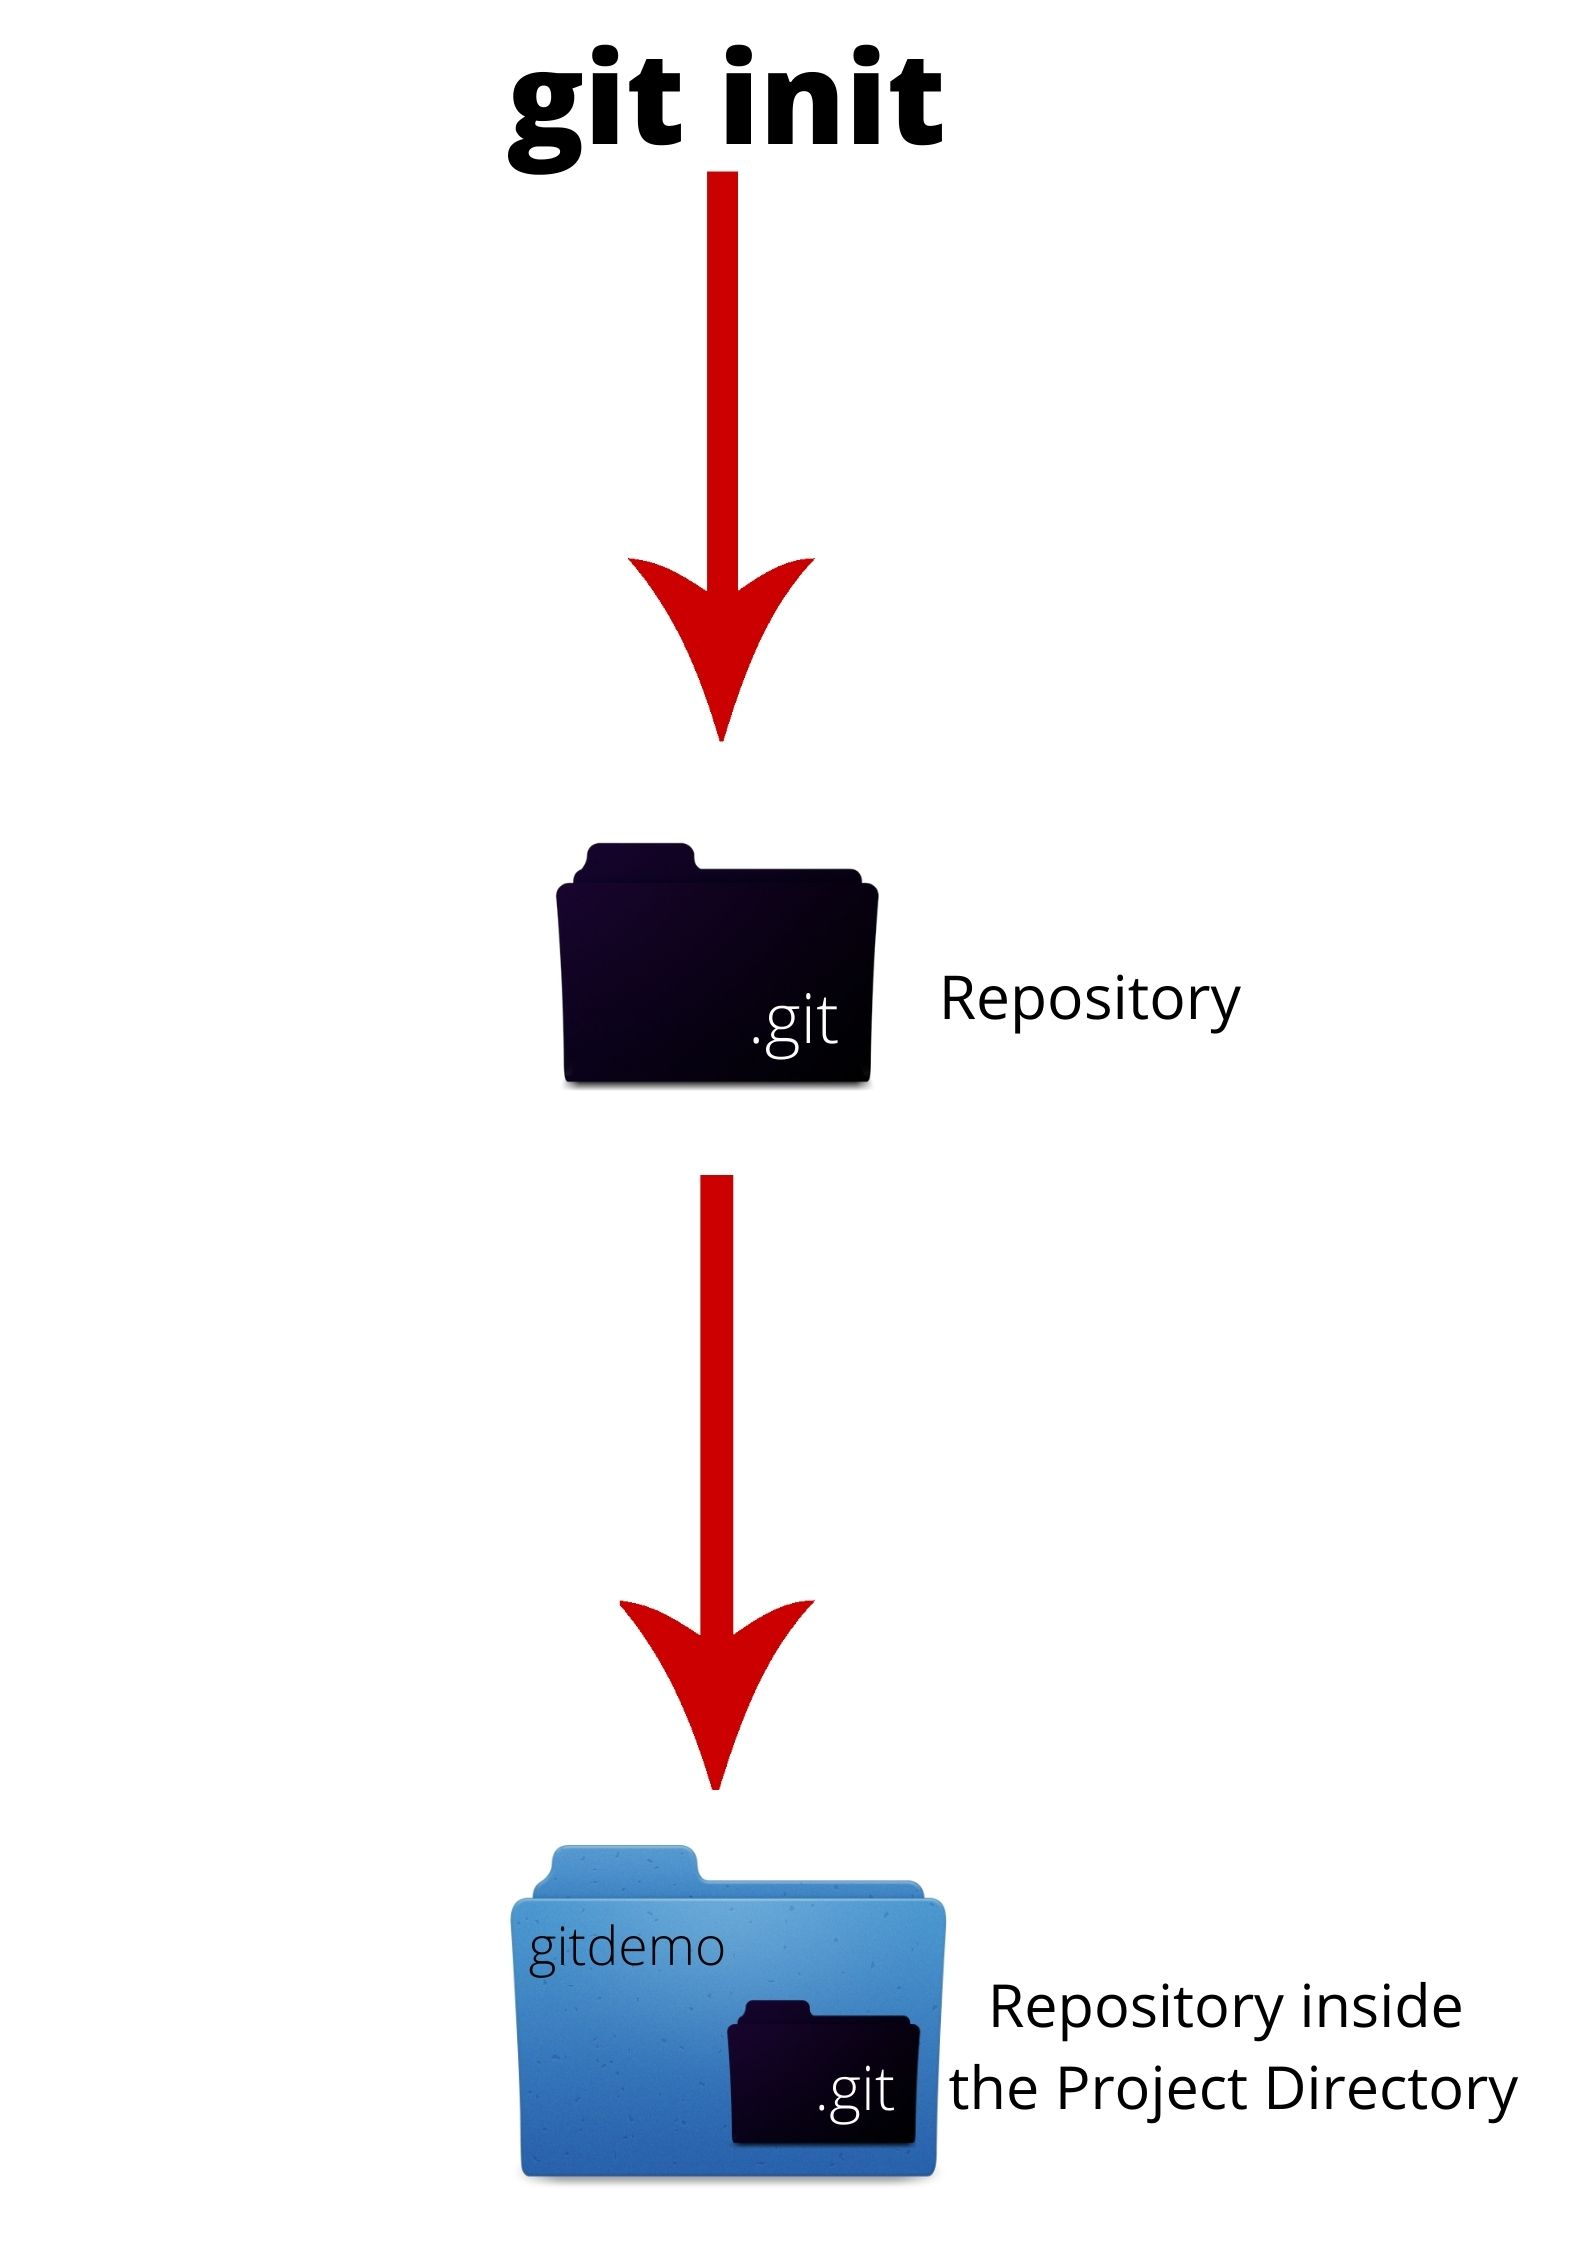 git init
.git
Repository
gitdemo
.git
Repository inside
the Project Directory